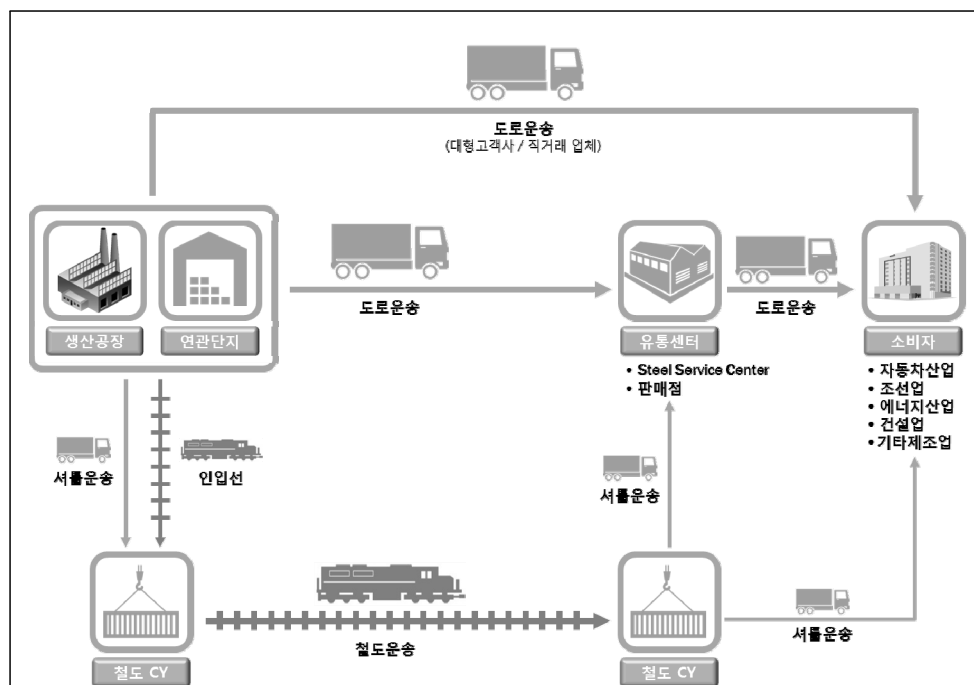 도로운송
(대형고객사 / 직거래 업체)
생산공장
연관단지
도로운송
유통센터
도로운송
소비자
• Steel Service Center
• 판매점
• 자동차산업
• 조선업
• 에너지산업
• 건설업
• 기타제조업
셔틀운송
인입선
셔틀운송
철도 CY
철도운송
철도 CY
셔틀운송